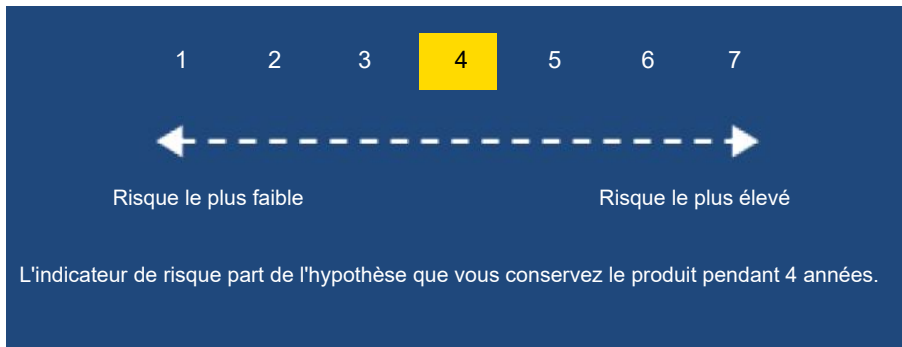 1 2 3 4 5 6 7
Risque le plus faible Risque le plus élevé
L'indicateur de risque part de l'hypothèse que vous conservez le produit pendant 4 années.